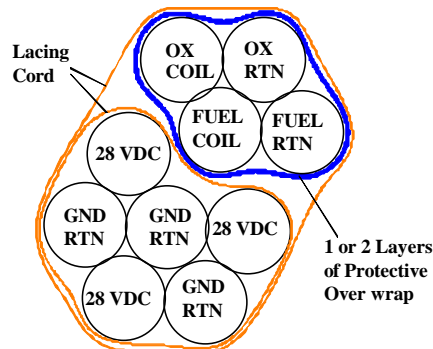 Lacing
Cord
OX
COIL
OX
RTN
FUEL
COIL
FUEL
RTN
28 VDC
GND
RTN
GND
RTN
28 VDC
28 VDC
GND
RTN
1 or 2 Layers
of Protective
Over wrap